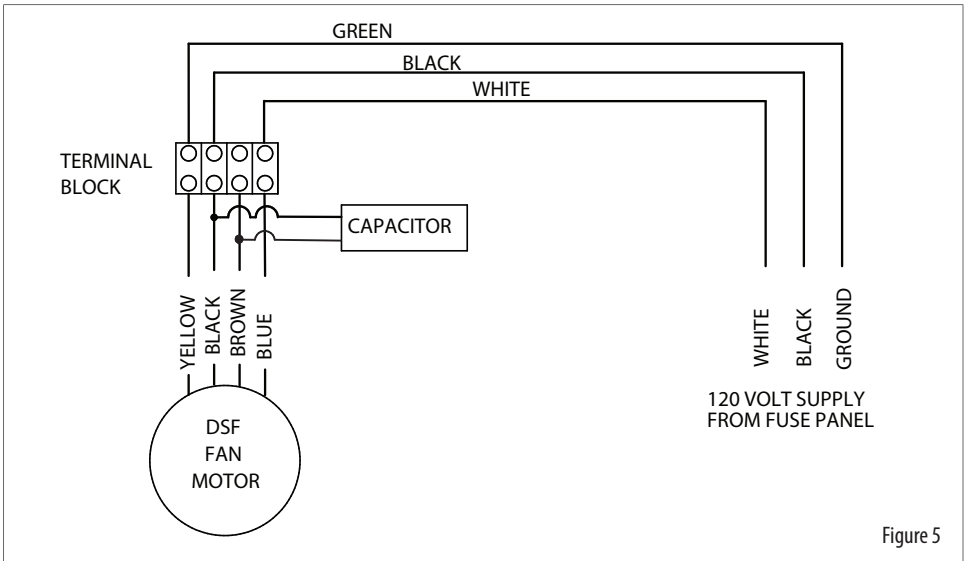 GREEN
BLACK
WHITE
TERMINAL
BLOCK
CAPACITOR
YELLOW
BLACK
BROWN
BLUE
WHITE
BLACK
GROUND
120 VOLT SUPPLY
FROM FUSE PANEL
DSF
FAN
MOTOR
Figure 5